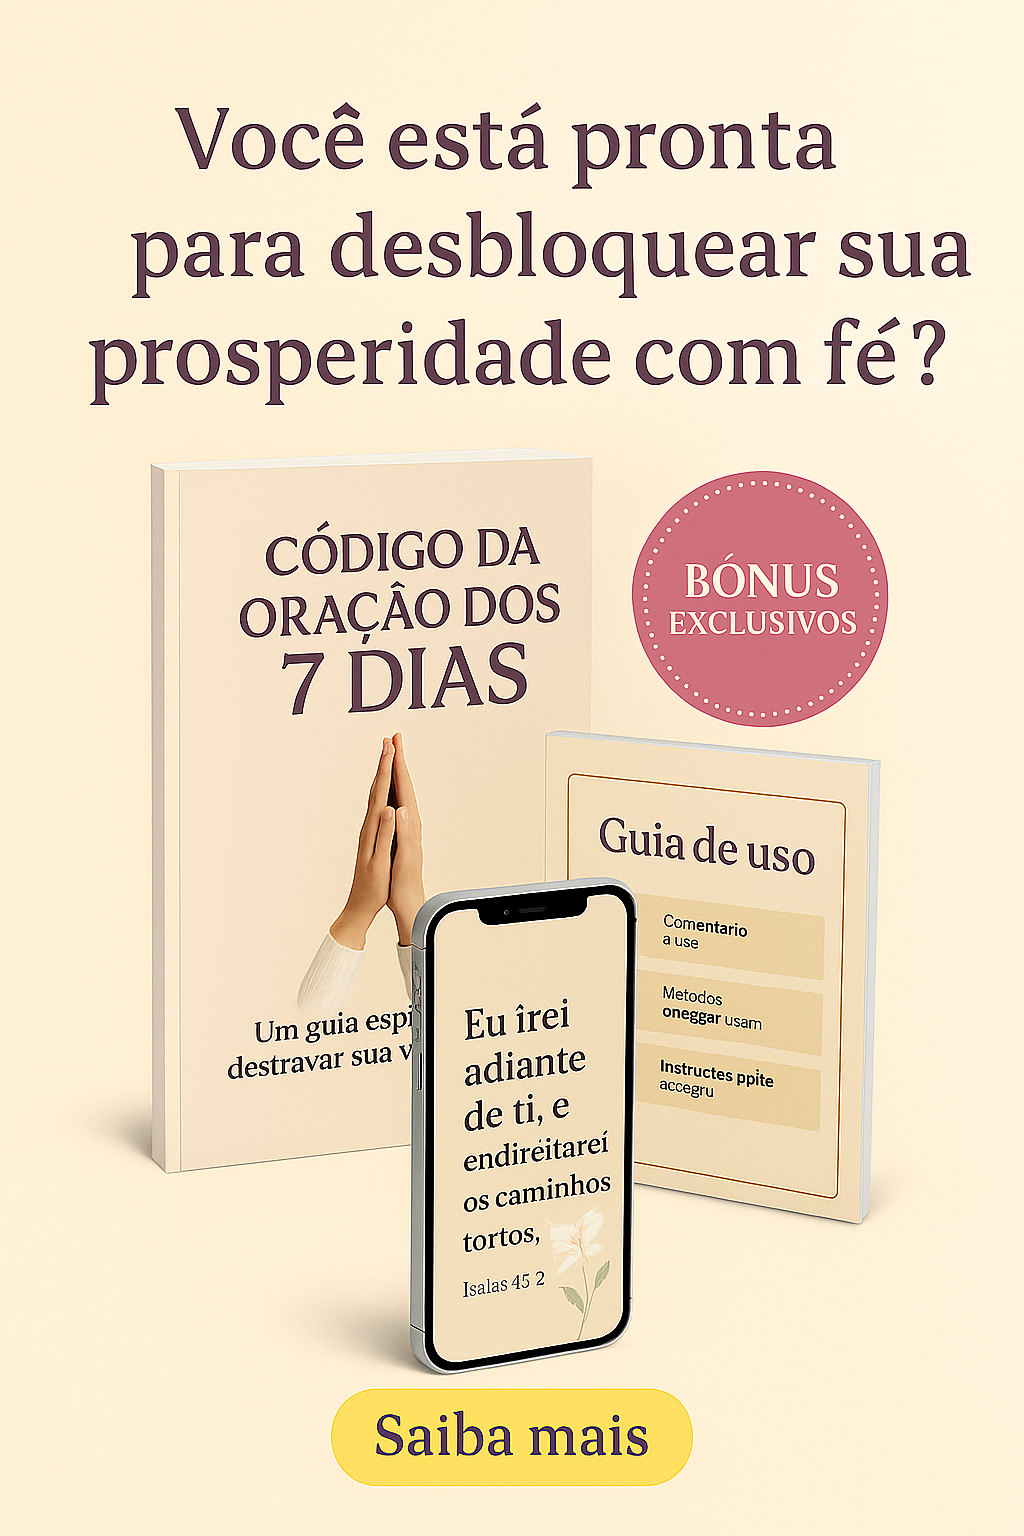 Você está pronta
para desbloquear sua
prosperidade com fé?
CÓDIGO DA
ORAÇÂO DOS
7 DIAS
BÓNUS
EXCLUSIVOS
Guia de uso
Comentario
a use
Metodos
oneggar usam
Instructes ppite
accegru
Um guia espi
destravar sua v
Eu îrei
adiante
de ti, e
endireitareí
os caminhos
tortos,
Isalas 45 2
Saiba mais